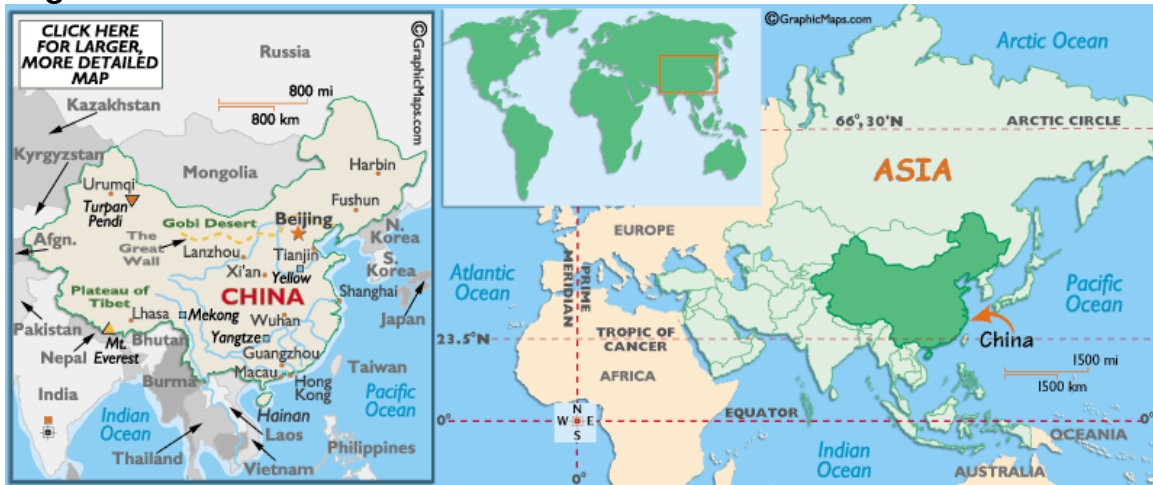 CLICK HERE
FOR LARGER,
MORE DETAILED
MAP
©GraphicMaps.com
Russia
800 mi
800 km
Kazakhstan
Kyrgyzstan
Mongolia
Harbin
Urumqi
Turpan
Pendi
Fushun
Gobi Desert
Beijing
N.
Korea
Afgn.
The
Great
Wall
Lanzhou
Tianjin
S.
Korea
Xi'an
Yellow
Plateau of
Tibet
CHINA
Shanghai
Lhasa
Mekong
Wuhan
Japan
Pakistan
Nepal
Mt.
Everest
Bhutan
Yangtze
Guangzhou
Macau
Hong
Kong
Taiwan
India
Burma
Pacific
Ocean
Indian
Ocean
Hainan
Laos
Thailand
Vietnam
Philippines
©GraphicMaps.com
Arctic Ocean
66°, 30'N
ARCTIC CIRCLE
ASIA
EUROPE
Atlantic
Ocean
PRIME
MERIDIAN
Pacific
Ocean
China
23.5°N
TROPIC OF
CANCER
AFRICA
1500 mi
1500 km
EQUATOR
0°
N
W E
S
0°
OCEANIA
Indian
Ocean
AUSTRALIA
0°